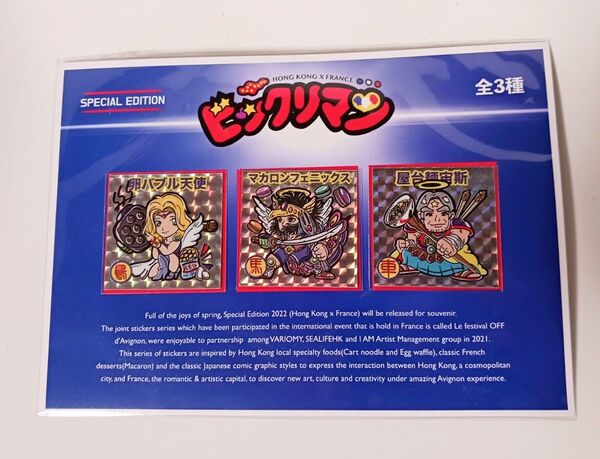 HONG KONG X FRANCE
SPECIAL EDITION
ビックリマン
全3種
卵バブル天使
マカロンフェニックス
屋台麺宙斯
馬
Full of the joys of spring, Special Edition 2022 (Hong Kong x France) will be released for souvenir.
The joint stickers series which have been participated in the international event that is hold in France is called Le festival OFF
d'Avignon, were enjoyable to partnership among VARIOMY, SEALIFEHK and I AM Artist Management group in 2021.
This series of stickers are inspired by Hong Kong local specialty foods(Cart noodle and Egg waffle), classic French
desserts(Macaron) and the classic Japanese comic graphic styles to express the interaction between Hong Kong, a cosmopolitan
city, and France, the romantic & artistic capital, to discover new art, culture and creativity under amazing Avignon experience.